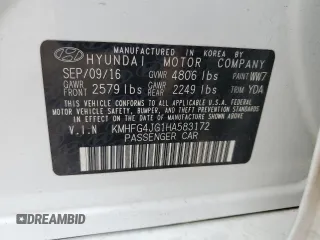 MANUFACTURED IN KOREA BY
HYUNDAI MOTOR COMPANY
SEP/09/16 GVWR 4806 lbs PAINT WW7
GAWR FRONT 2579 lbs GAWR REAR 2249 lbs TRIM YDA
THIS VEHICLE CONFORMS TO ALL APPLICABLE U.S.
FEDERAL MOTOR VEHICLE SAFETY, BUMPER,
AND THEFT PREVENTION STANDARDS
IN EFFECT ON THE DATE OF MANUFACTURE
SHOWN ABOVE.
V.I.N KMHFG4JG1HA583172
PASSENGER CAR
CARDHIFI.COM